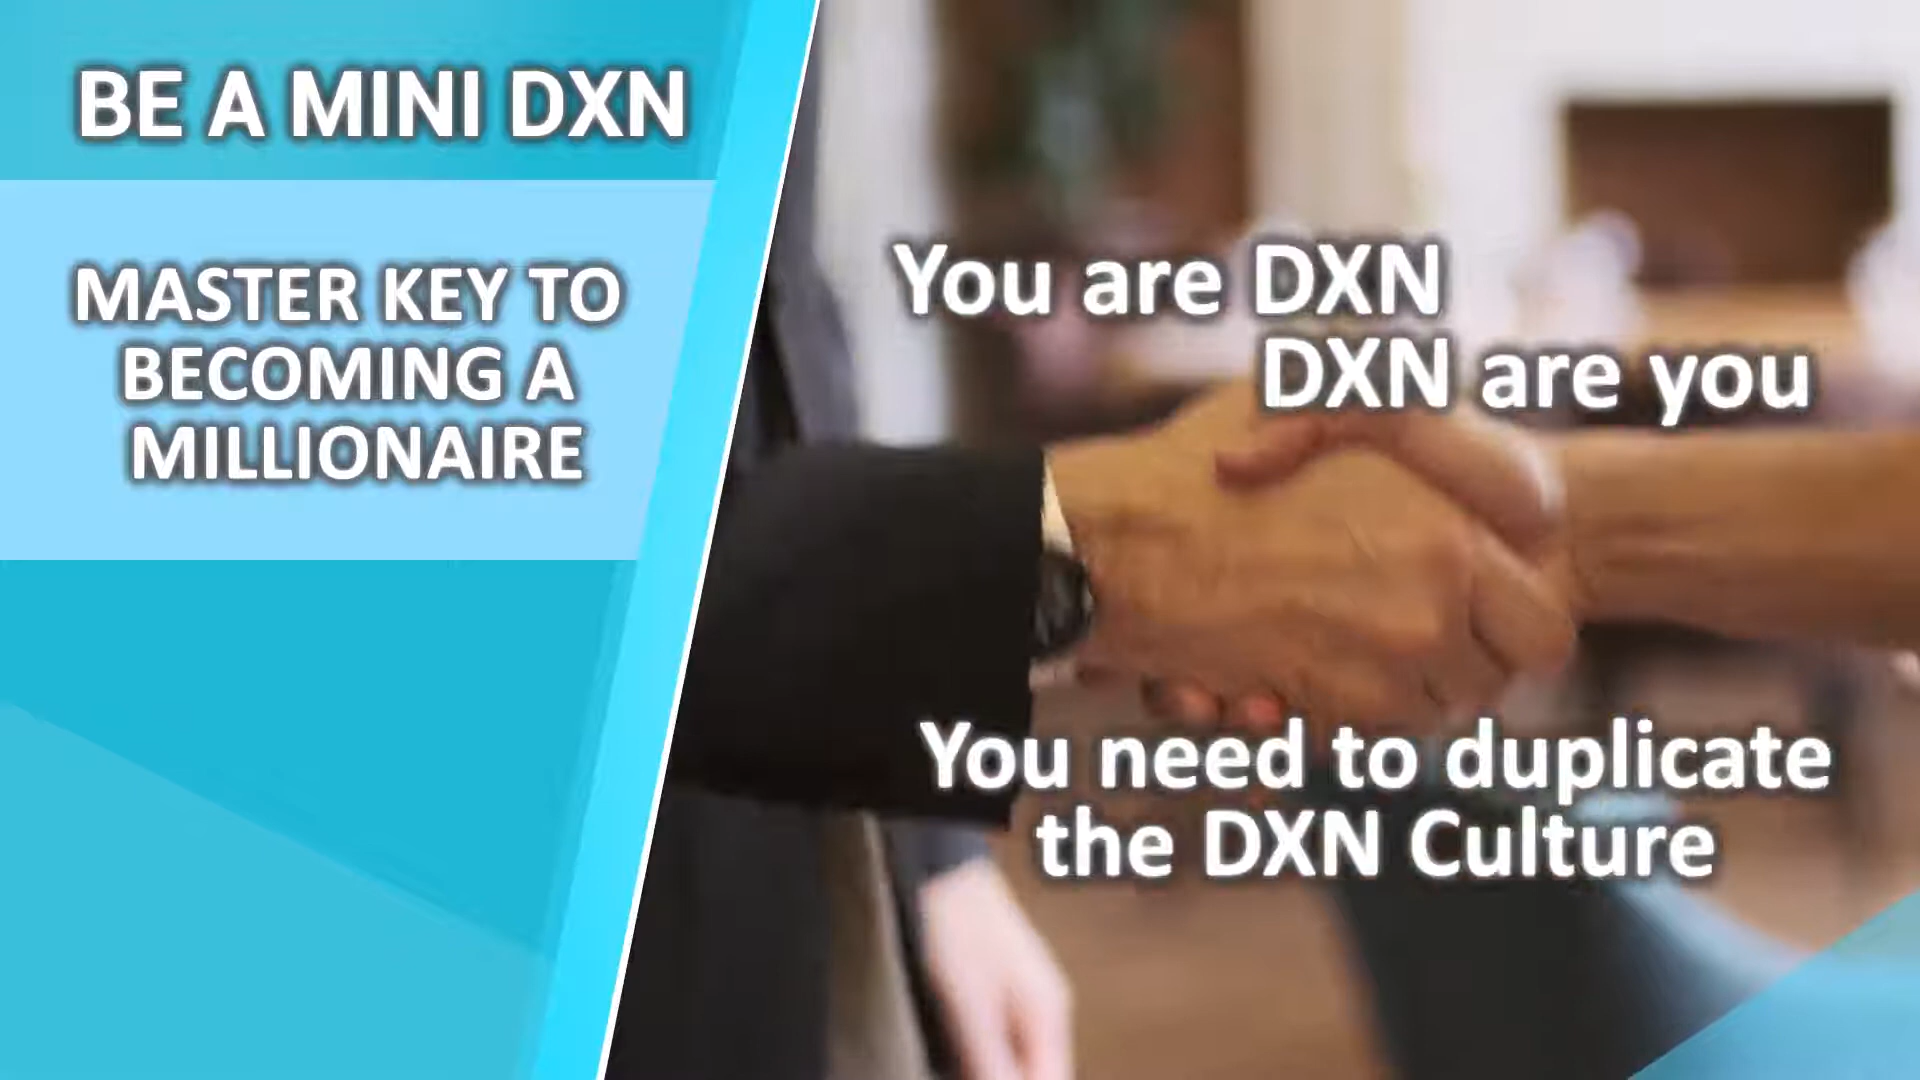 BE A MINI DXN
MASTER KEY TO
BECOMING A
MILLIONAIRE
You are DXN
DXN are you
You need to duplicate
the DXN Culture